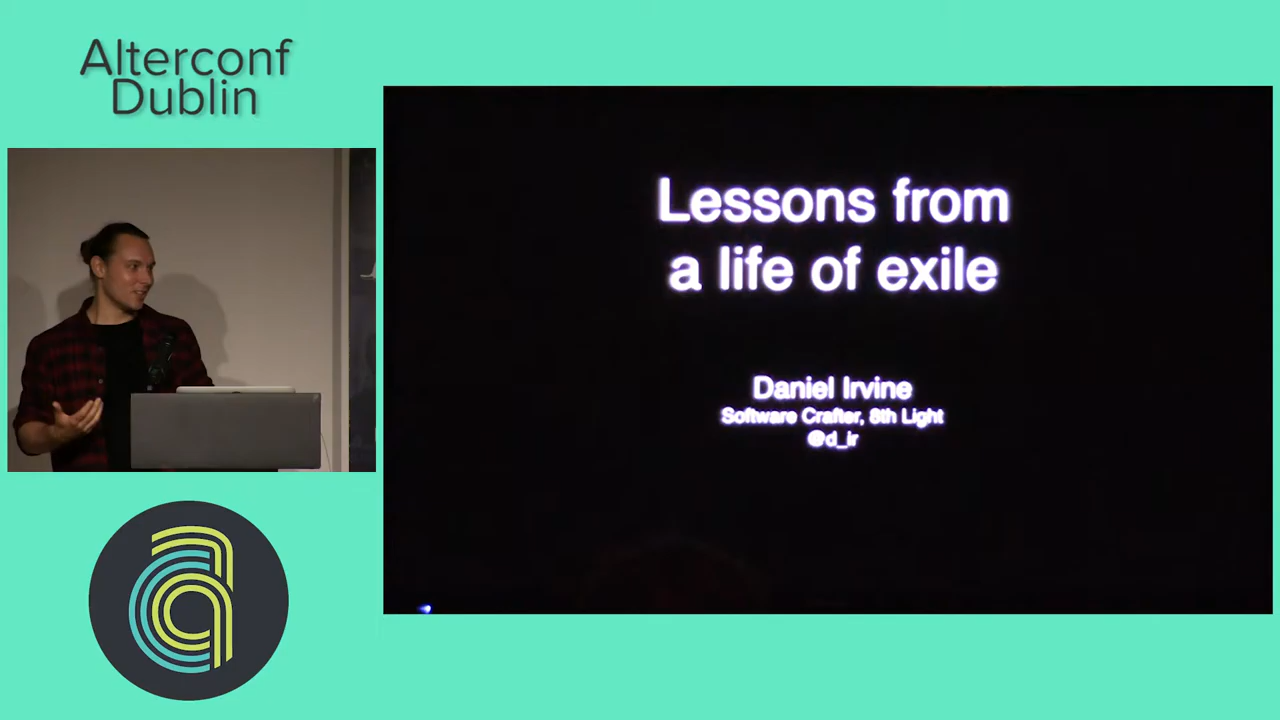 Alterconf
Dublin
Lessons from
a life of exile
Daniel Irvine
Software Crafter, 8th Light
@d_ir